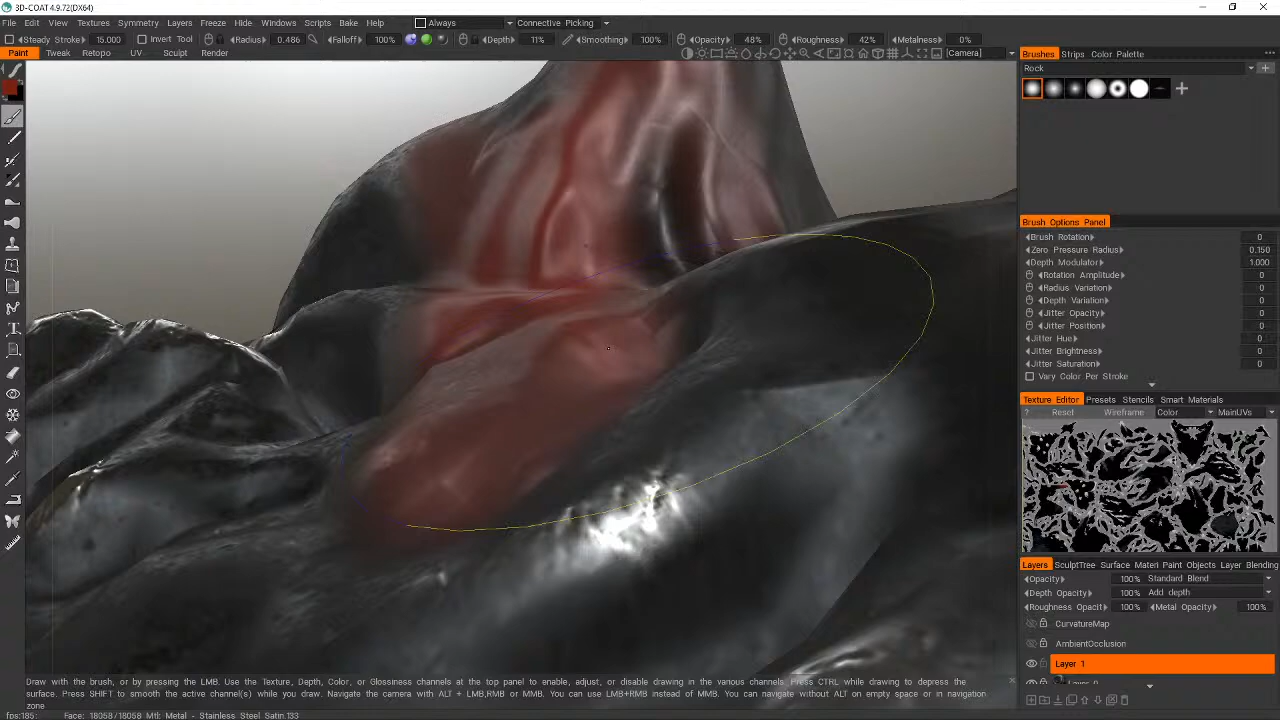 3D-COAT 4.9.72(DX64)
File Edit View Textures Symmetry Layers Freeze Hide Windows Scripts Bake Help Always Connective Picking
Steady Stroke 15.000 Invert Tool Radius 0.486 Falloff 100% Depth 11% Smoothing 100% Opacity 48% Roughness 42% Metalness 0%
Paint Tweak Retopo UV Sculpt Render [Camera]
Brushes Strips Color Palette
Rock
Brush Options Panel
Brush Rotation 0
Zero Pressure Radius 0.150
Depth Modulator 1.000
Rotation Amplitude 0
Radius Variation 0
Depth Variation 0
Jitter Opacity 0
Jitter Position 0
Jitter Hue 0
Jitter Brightness 0
Jitter Saturation 0
Vary Color Per Stroke
Texture Editor Presets Stencils Smart Materials
? Reset Wireframe Color MainUVs
Layers SculptTree Surface Materi Paint Objects Layer Blending
Opacity 100% Standard Blend
Depth Opacity 100% Add depth
Roughness Opacit 100% Metal Opacity 100%
CurvatureMap
AmbientOcclusion
Layer 1
Layer 0
Draw with the brush, or by pressing the LMB. Use the Texture, Depth, Color, or Glossiness channels at the top panel to enable, adjust, or disable drawing in the various channels. Press CTRL while drawing to depress the
surface. Press SHIFT to smooth the active channel(s) while you draw. Navigate the camera with ALT + LMB,RMB or MMB. You can use LMB+RMB instead of MMB. You can navigate without ALT on empty space or in navigation
zone
fps:185; Face: 18058/18058 Mtl: Metal - Stainless Steel Satin.133